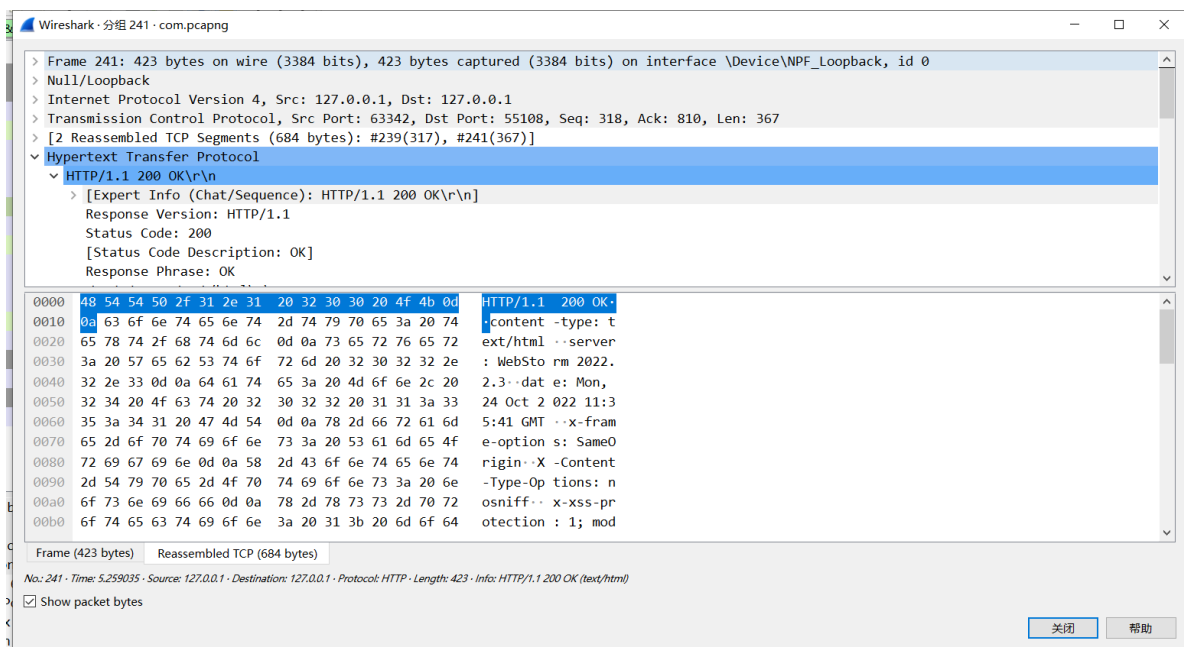 Wireshark · 分组 241 · com.pcapng
> Frame 241: 423 bytes on wire (3384 bits), 423 bytes captured (3384 bits) on interface \Device\NPF_Loopback, id 0
> Null/Loopback
> Internet Protocol Version 4, Src: 127.0.0.1, Dst: 127.0.0.1
> Transmission Control Protocol, Src Port: 63342, Dst Port: 55108, Seq: 318, Ack: 810, Len: 367
> [2 Reassembled TCP Segments (684 bytes): #239(317), #241(367)]
Hypertext Transfer Protocol
HTTP/1.1 200 OK\r\n
> [Expert Info (Chat/Sequence): HTTP/1.1 200 OK\r\n]
Response Version: HTTP/1.1
Status Code: 200
[Status Code Description: OK]
Response Phrase: OK
0000 48 54 54 50 2f 31 2e 31 20 32 30 30 20 4f 4b 0d HTTP/1.1 200 OK·
0010 0a 63 6f 6e 74 65 6e 74 2d 74 79 70 65 3a 20 74 ·content -type: t
0020 65 78 74 2f 68 74 6d 6c 0d 0a 73 65 72 76 65 72 ext/html ··server
0030 3a 20 57 65 62 53 74 6f 72 6d 20 32 30 32 32 2e : WebSto rm 2022.
0040 32 2e 33 0d 0a 64 61 74 65 3a 20 4d 6f 6e 2c 20 2.3··dat e: Mon,
0050 32 34 20 4f 63 74 20 32 30 32 32 20 31 31 3a 33 24 Oct 2 022 11:3
0060 35 3a 34 31 20 47 4d 54 0d 0a 78 2d 66 72 61 6d 5:41 GMT ··x-fram
0070 65 2d 6f 70 74 69 6f 6e 73 3a 20 53 61 6d 65 4f e-option s: SameO
0080 72 69 67 69 6e 0d 0a 58 2d 43 6f 6e 74 65 6e 74 rigin··X -Content
0090 2d 54 79 70 65 2d 4f 70 74 69 6f 6e 73 3a 20 6e -Type-Op tions: n
00a0 6f 73 6e 69 66 66 0d 0a 78 2d 78 73 73 2d 70 72 osniff·· x-xss-pr
00b0 6f 74 65 63 74 69 6f 6e 3a 20 31 3b 20 6d 6f 64 otection : 1; mod
Frame (423 bytes) Reassembled TCP (684 bytes)
No.: 241 · Time: 5.259035 · Source: 127.0.0.1 · Destination: 127.0.0.1 · Protocol: HTTP · Length: 423 · Info: HTTP/1.1 200 OK (text/html)
Show packet bytes
关闭 帮助